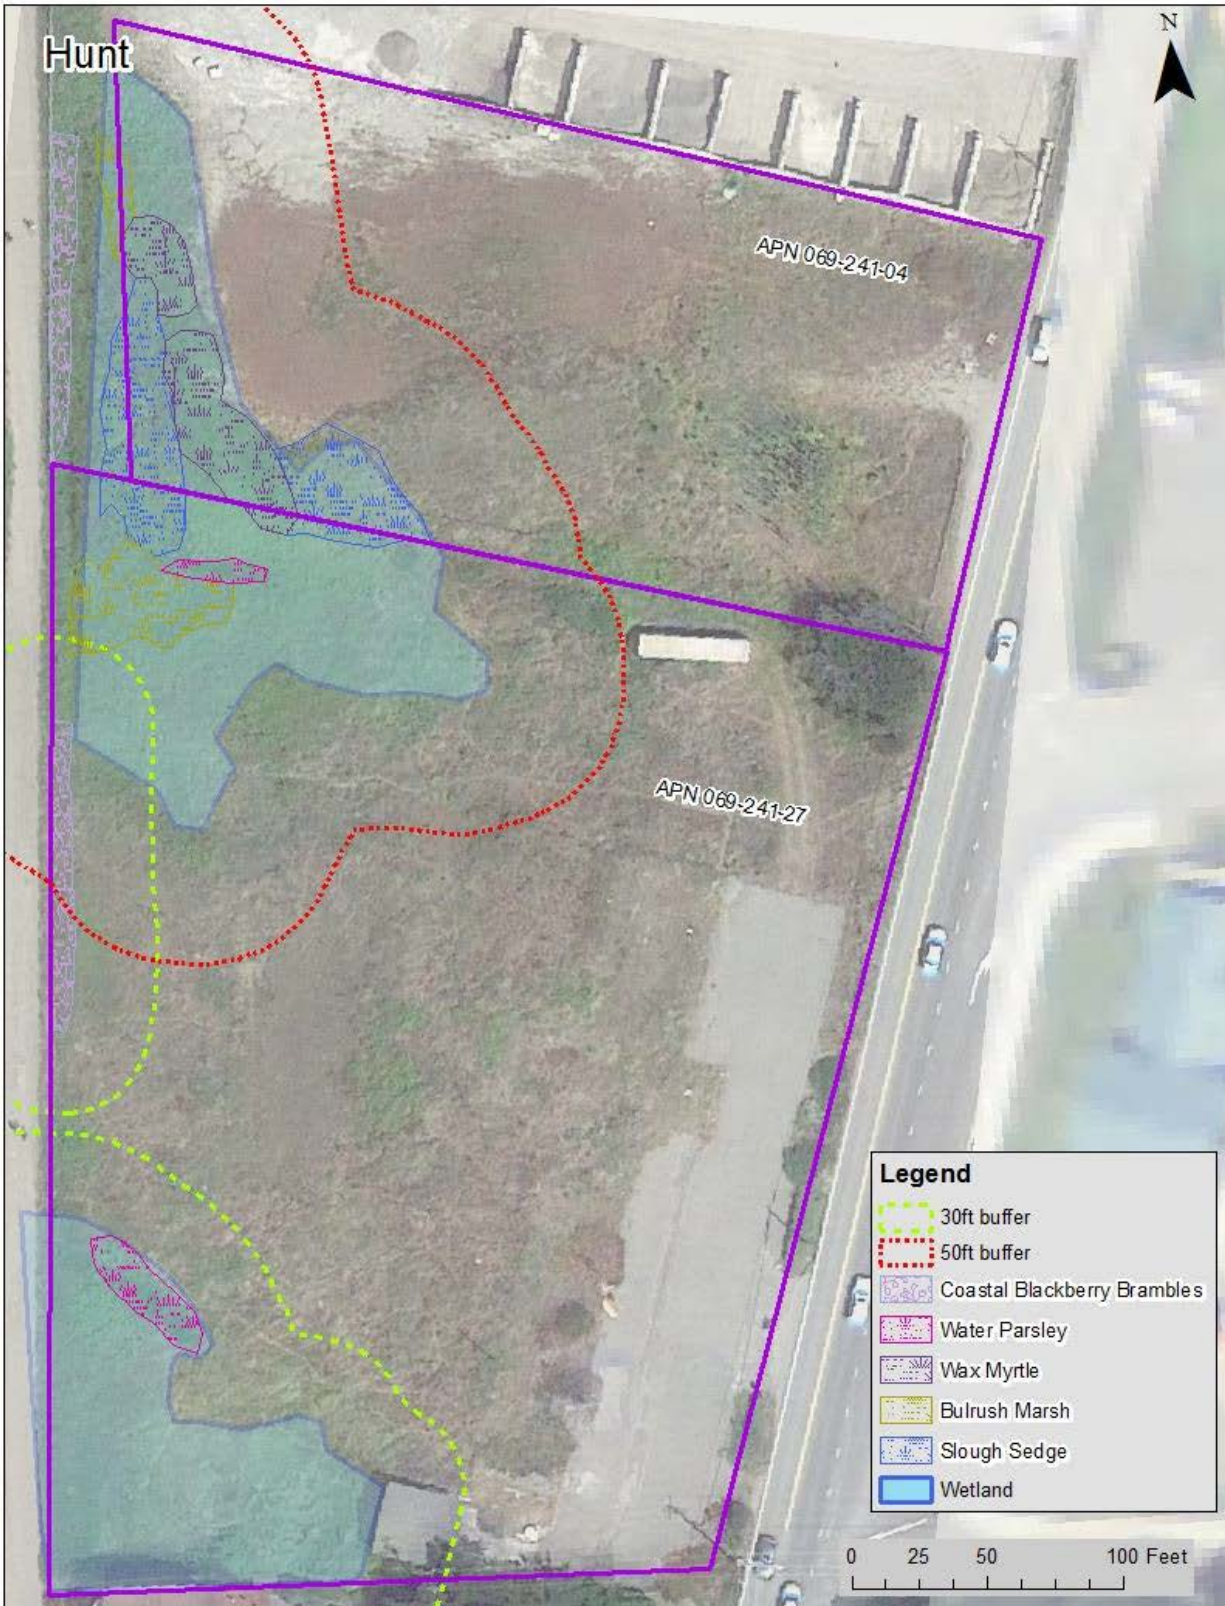 Hunt
N
APN 069-241-04
APN 069-241-27
Legend
30ft buffer
50ft buffer
Coastal Blackberry Brambles
Water Parsley
Wax Myrtle
Bulrush Marsh
Slough Sedge
Wetland
0 25 50 100 Feet